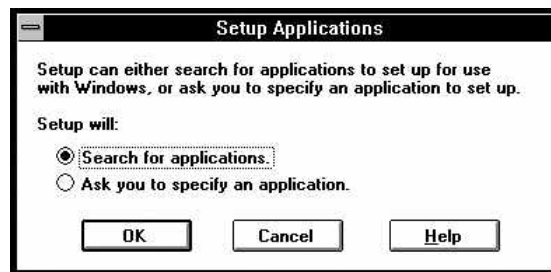 Setup Applications
Setup can either search for applications to set up for use
with Windows, or ask you to specify an application to set up.
Setup will:
Search for applications.
Ask you to specify an application.
OK Cancel Help